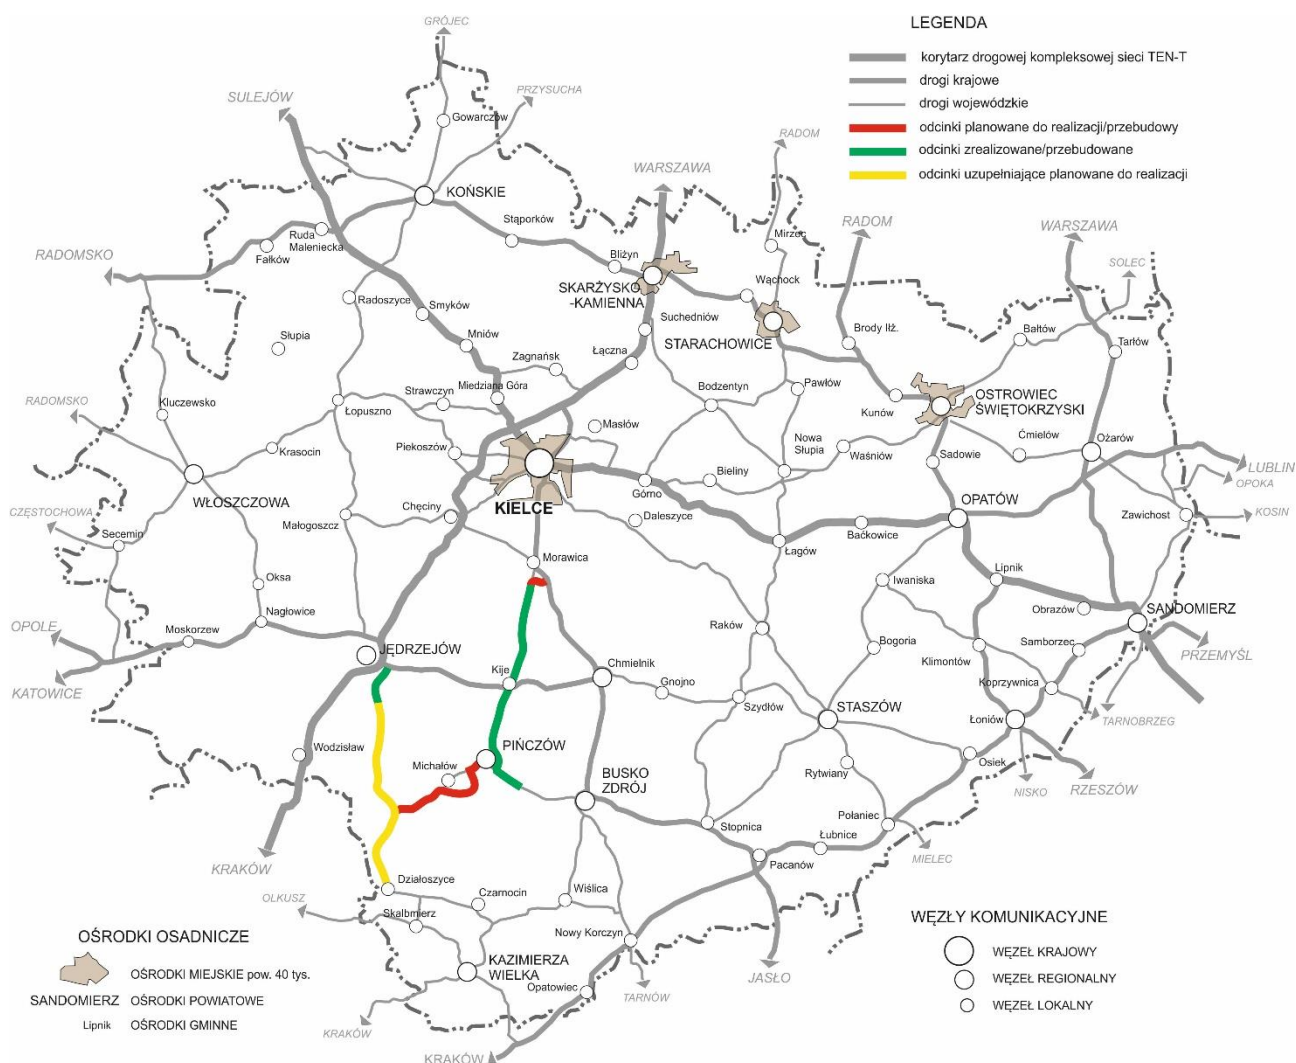 LEGENDA
korytarz drogowej kompleksowej sieci TEN-T
drogi krajowe
drogi wojewódzkie
odcinki planowane do realizacji/przebudowy
odcinki zrealizowane/przebudowane
odcinki uzupełniające planowane do realizacji
GRÓJEC
PRZYSUCHA
SULEJÓW
Gowarczów
RADOM
WARSZAWA
KOŃSKIE
Stąporków
RADOM
WARSZAWA
Mirzec
Ruda
Maleniecka
Fałków
RADOMSKO
Bliżyn
SKARŻYSKO
-KAMIENNA
Wąchock
SOLEC
Radoszyce
Smyków
Suchedniów
STARACHOWICE
Brody Iłż.
Bałtów
Tarłów
Słupia
Mniów
Zagnańsk
Łączna
Miedziana Góra
Strawczyn
Bodzentyn
Pawłów
Kunów
OSTROWIEC
ŚWIĘTOKRZYSKI
RADOMSKO
Kluczewsko
Łopuszno
Masłów
Krasocin
Piekoszów
Nowa
Słupia
Waśniów
Sadowie
Ćmielów
Ożarów
LUBLIN
OPOKA
WŁOSZCZOWA
KIELCE
Górno
Bieliny
OPATÓW
Zawichost
KOSIN
CZĘSTOCHOWA
Secemin
Małogoszcz
Chęciny
Daleszyce
Łagów
Baćkowice
Morawica
Oksa
Iwaniska
Lipnik
Obrazów
SANDOMIERZ
Nagłowice
OPOLE
Moskorzew
JĘDRZEJÓW
Raków
Bogoria
Klimontów
Samborzec
PRZEMYŚL
KATOWICE
Kije
Chmielnik
Gnojno
Szydłów
STASZÓW
Koprzywnica
Łoniów
TARNOBRZEG
Wodzisław
PIŃCZÓW
Michałów
BUSKO
ZDRÓJ
Rytwiany
Osiek
NISKO
RZESZÓW
Stopnica
Połaniec
Łubnice
MIELEC
KRAKÓW
Pacanów
Działoszyce
OLKUSZ
Czarnocin
Wiślica
Skalbmierz
Nowy Korczyn
KAZIMIERZA
WIELKA
Opatowiec
TARNÓW
JASŁO
KRAKÓW
KRAKÓW
OŚRODKI OSADNICZE
OŚRODKI MIEJSKIE pow. 40 tys.
SANDOMIERZ OŚRODKI POWIATOWE
Lipnik OŚRODKI GMINNE
WĘZŁY KOMUNIKACYJNE
WĘZEŁ KRAJOWY
WĘZEŁ REGIONALNY
WĘZEŁ LOKALNY